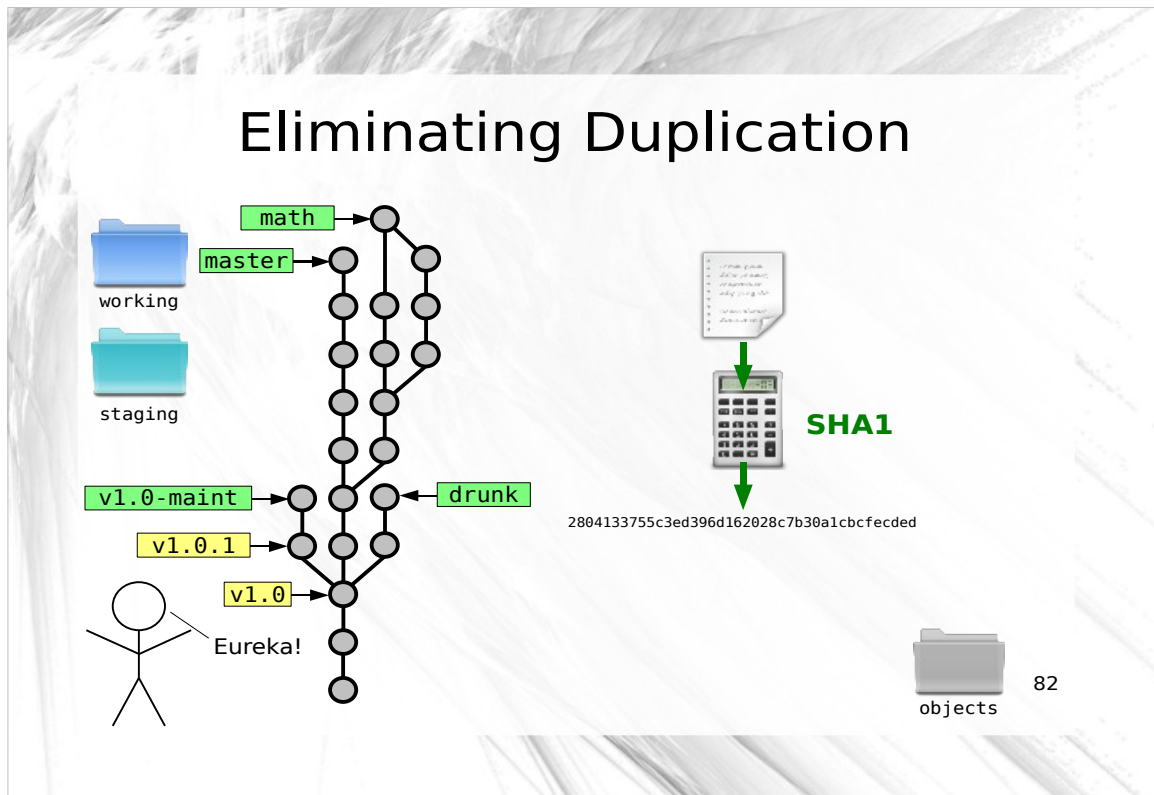 Eliminating Duplication
math
master
working
staging
SHA1
v1.0-maint
drunk
2804133755c3ed396d162028c7b30a1cbcfecded
v1.0.1
v1.0
Eureka!
82
objects